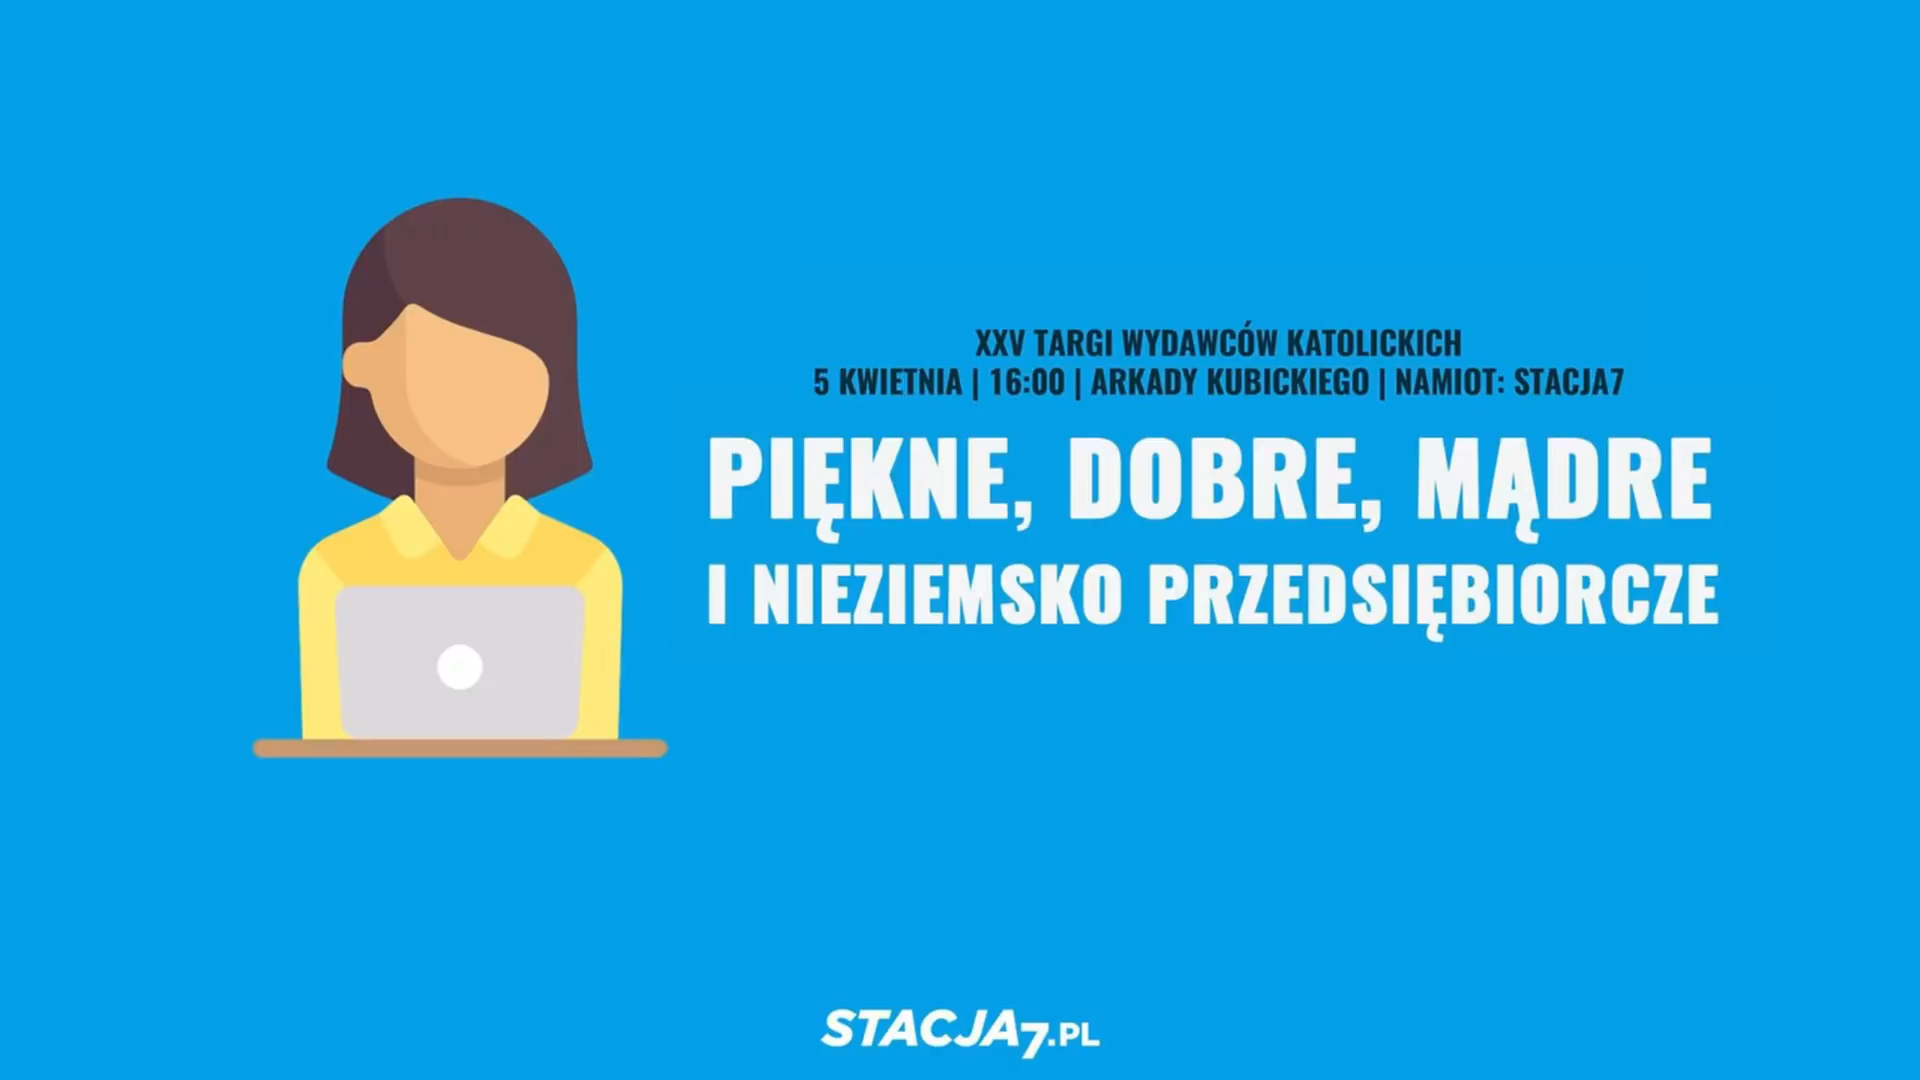 XXV TARGI WYDAWCÓW KATOLICKICH
5 KWIETNIA | 16:00 | ARKADY KUBICKIEGO | NAMIOT: STACJA7
PIĘKNE, DOBRE, MĄDRE
I NIEZIEMSKO PRZEDSIĘBIORCZE
STACJA7.PL